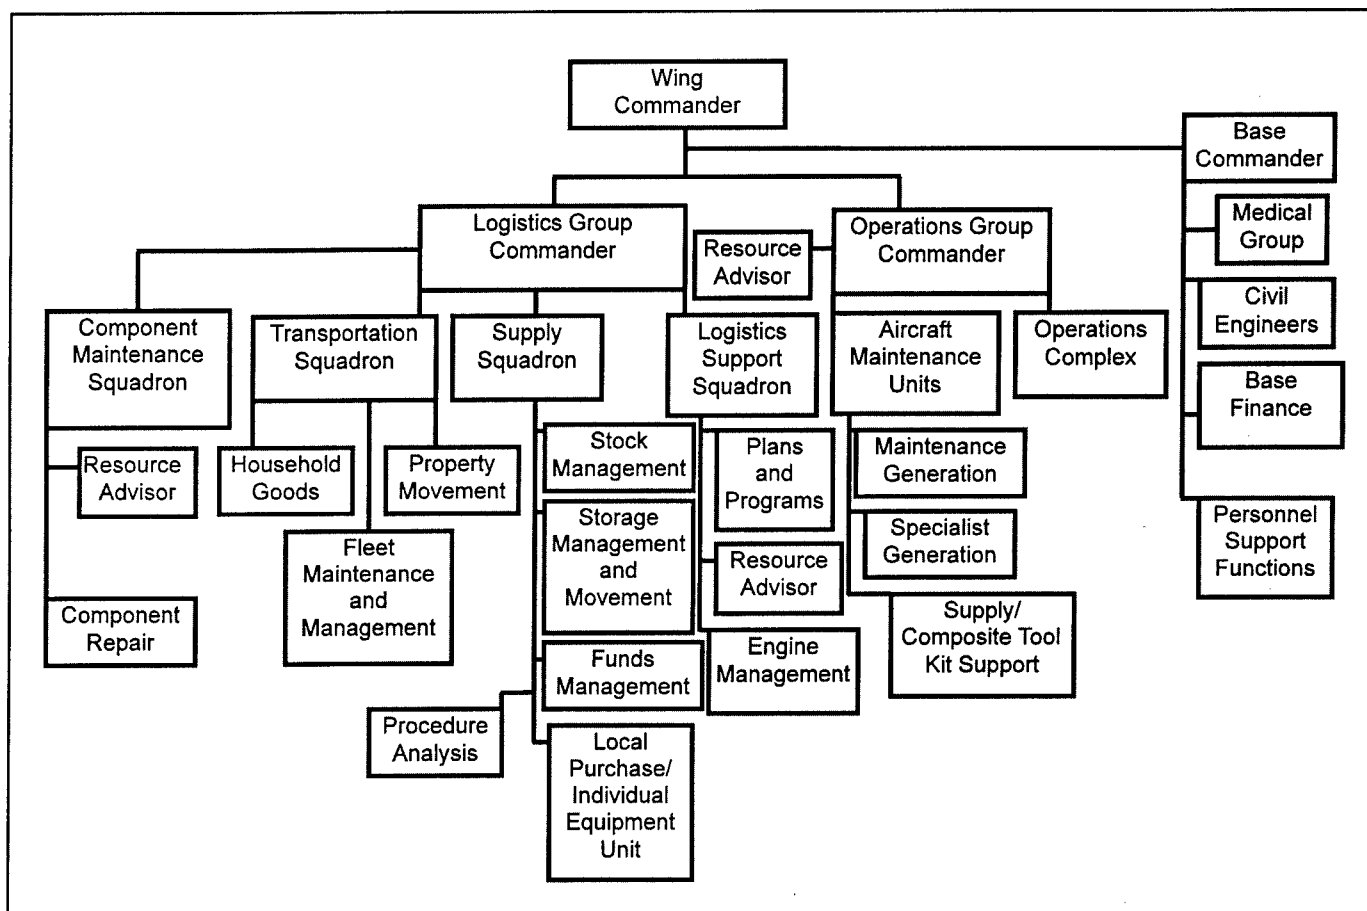 Wing
Commander
Base
Commander
Logistics Group
Commander
Resource
Advisor
Operations Group
Commander
Medical
Group
Component
Maintenance
Squadron
Transportation
Squadron
Supply
Squadron
Logistics
Support
Squadron
Aircraft
Maintenance
Units
Operations
Complex
Civil
Engineers
Base
Finance
Resource
Advisor
Household
Goods
Property
Movement
Stock
Management
Plans
and
Programs
Maintenance
Generation
Personnel
Support
Functions
Fleet
Maintenance
and
Management
Storage
Management
and
Movement
Resource
Advisor
Specialist
Generation
Component
Repair
Funds
Management
Engine
Management
Supply/
Composite Tool
Kit Support
Procedure
Analysis
Local
Purchase/
Individual
Equipment
Unit